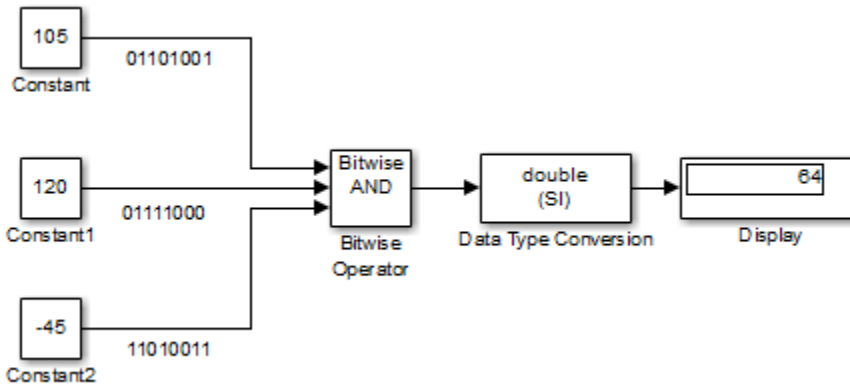 105
01101001
Constant
120
01111000
Constant1
-45
11010011
Constant2
Bitwise
AND
Bitwise
Operator
double
(SI)
Data Type Conversion
64
Display